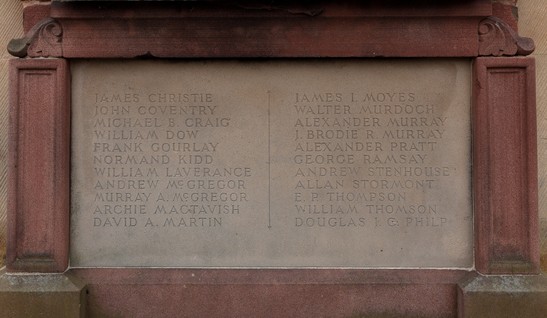 JAMES CHRISTIE
JOHN COVENTRY
MICHAEL B. CRAIG
WILLIAM DOW
FRANK GOURLAY
NORMAND KIDD
WILLIAM LAVERANCE
ANDREW McGREGOR
MURRAY A. McGREGOR
ARCHIE MACTAVISH
DAVID A. MARTIN
JAMES I. MOYES
WALTER MURDOCH
ALEXANDER MURRAY
J. BRODIE R. MURRAY
ALEXANDER PRATT
GEORGE RAMSAY
ANDREW STENHOUSE
ALLAN STORMONT
E. P. THOMPSON
WILLIAM THOMSON
DOUGLAS J. G. PHILP